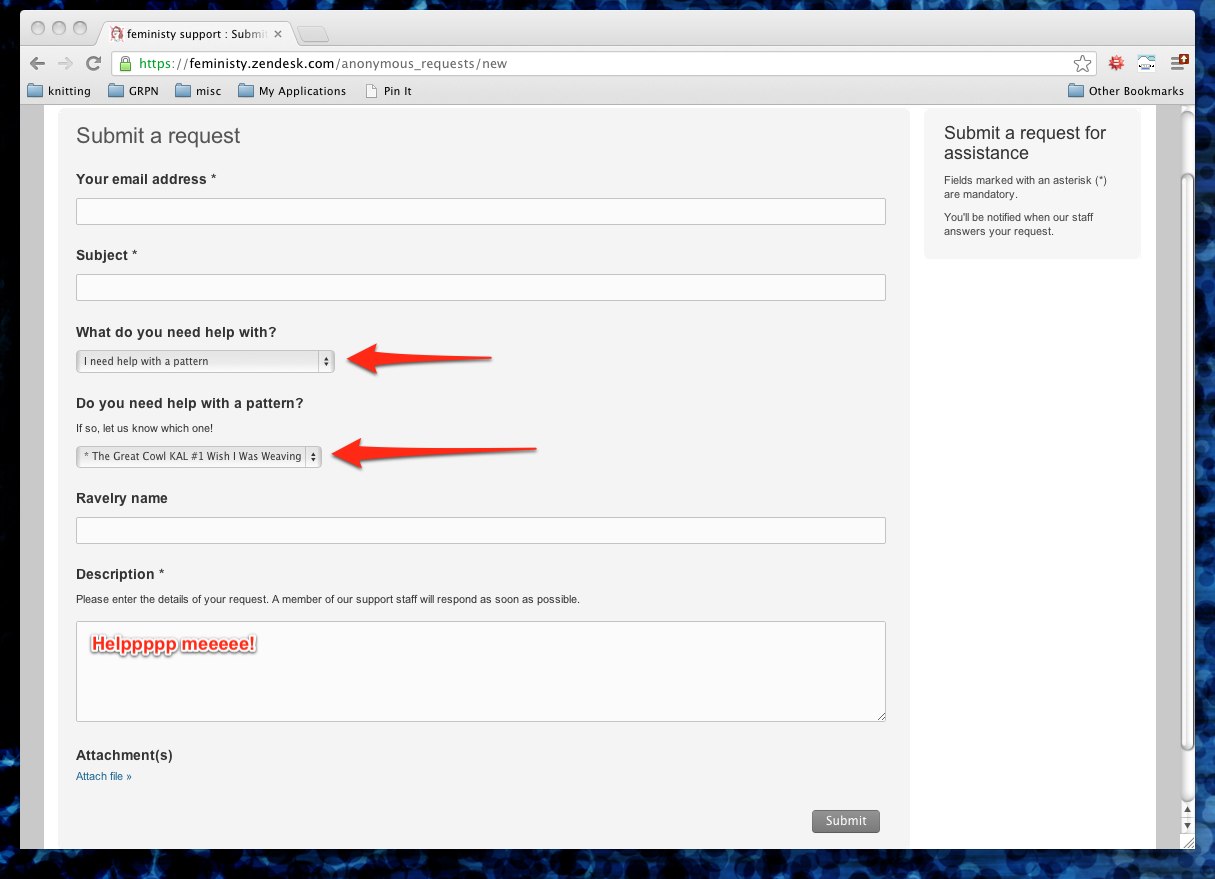 feministy support : Submi
https://feministy.zendesk.com/anonymous_requests/new
knitting GRPN misc My Applications Pin It Other Bookmarks
Submit a request
Your email address *
Subject *
What do you need help with?
I need help with a pattern
Do you need help with a pattern?
If so, let us know which one!
* The Great Cowl KAL #1 Wish I Was Weaving
Ravelry name
Description *
Please enter the details of your request. A member of our support staff will respond as soon as possible.
Helppppp meeeee!
Attachment(s)
Attach file »
Submit
Submit a request for
assistance
Fields marked with an asterisk (*)
are mandatory.
You'll be notified when our staff
answers your request.